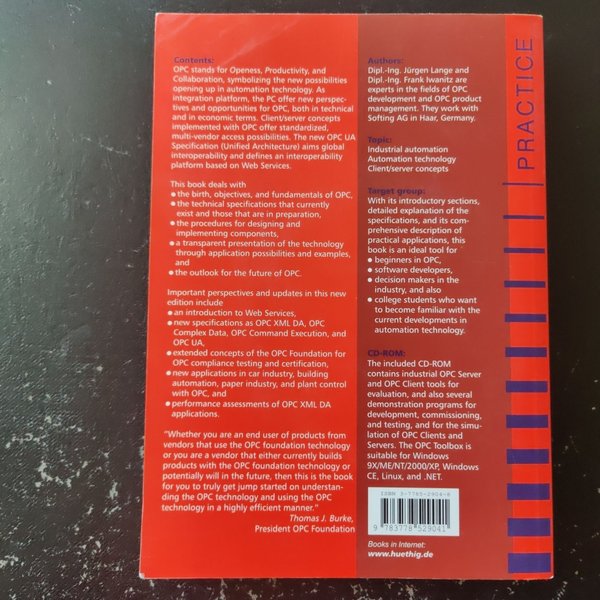 Contents:
OPC stands for Openess, Productivity, and
Collaboration, symbolizing the new possibilities
opening up in automation technology. As
integration platform, the PC offer new perspec-
tives and opportunities for OPC, both in technical
and in economic terms. Client/server concepts
implemented with OPC offer standardized,
multi-vendor access possibilities. The new OPC UA
Specification (Unified Architecture) aims global
interoperability and defines an interoperability
platform based on Web Services.
This book deals with
● the birth, objectives, and fundamentals of OPC,
● the technical specifications that currently
exist and those that are in preparation,
● the procedures for designing and
implementing components,
● a transparent presentation of the technology
through application possibilities and examples,
and
● the outlook for the future of OPC.
Important perspectives and updates in this new
edition include
● an introduction to Web Services,
● new specifications as OPC XML DA, OPC
Complex Data, OPC Command Execution, and
OPC UA,
● extended concepts of the OPC Foundation for
OPC compliance testing and certification,
● new applications in car industry, building
automation, paper industry, and plant control
with OPC, and
● performance assessments of OPC XML DA
applications.
"Whether you are an end user of products from
vendors that use the OPC foundation technology
or you are a vendor that either currently builds
products with the OPC foundation technology or
potentially will in the future, then this is the book
for you to truly get jump started on understan-
ding the OPC technology and using the OPC
technology in a highly efficient manner."
Thomas J. Burke,
President OPC Foundation
Authors:
Dipl.-Ing. Jürgen Lange and
Dipl.-Ing. Frank Iwanitz are
experts in the fields of OPC
development and OPC product
management. They work with
Softing AG in Haar, Germany.
Topic:
Industrial automation
Automation technology
Client/server concepts
Target group:
With its introductory sections,
detailed explanation of the
specifications, and its com-
prehensive description of
practical applications, this
book is an ideal tool for
● beginners in OPC,
● software developers,
● decision makers in the
industry, and also
● college students who want
to become familiar with the
current developments in
automation technology.
CD-ROM:
The included CD-ROM
contains industrial OPC Server
and OPC Client tools for
evaluation, and also several
demonstration programs for
development, commissioning,
and testing, and for the simu-
lation of OPC Clients and
Servers. The OPC Toolbox is
suitable for Windows
9X/ME/NT/2000/XP, Windows
CE, Linux, and .NET.
ISBN 3-7785-2904-8
9 783778 529041
Books in Internet:
www.huethig.de
PRACTICE